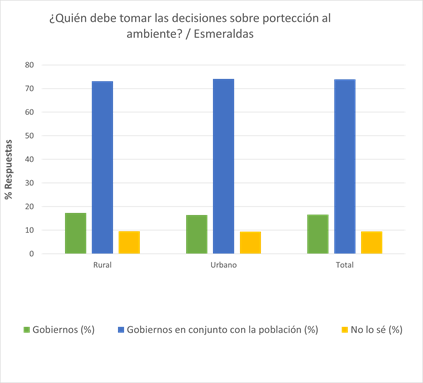 ¿Quién debe tomar las decisiones sobre portección al
ambiente? / Esmeraldas
% Respuestas
80
70
60
50
40
30
20
10
0
Rural
Urbano
Total
Gobiernos (%)
Gobiernos en conjunto con la población (%)
No lo sé (%)